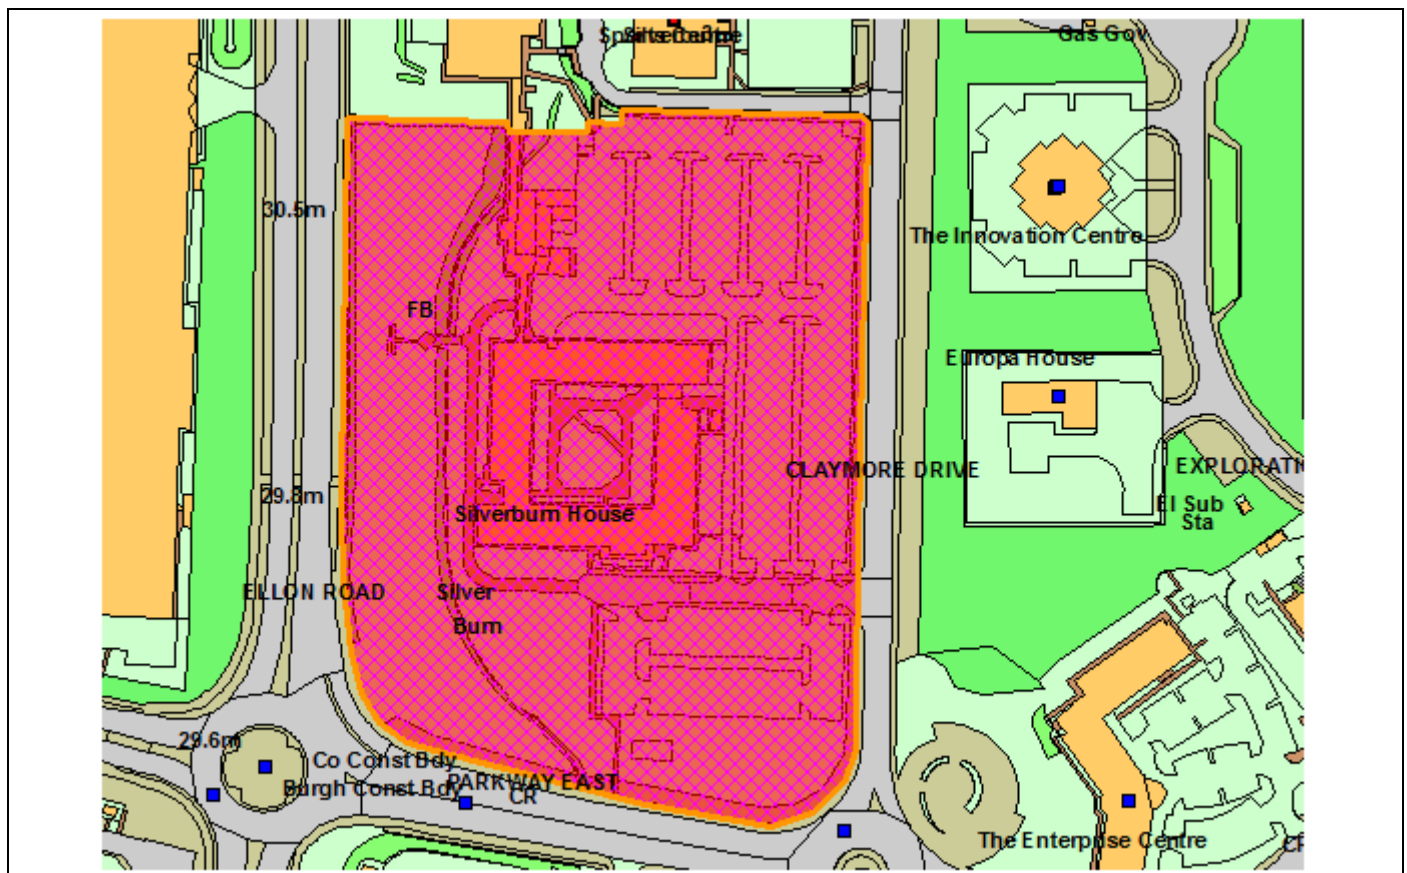 Gas Gov
30.5m
The Innovation Centre
FB
Europa House
CLAYMORE DRIVE
EXPLORATI
29.8m
El Sub
Sta
Silverburn House
ELLON ROAD
Silver
Burn
29.6m
Co Const Bdy
Burgh Const Bdy
PARKWAY EAST
CR
The Enterprise Centre